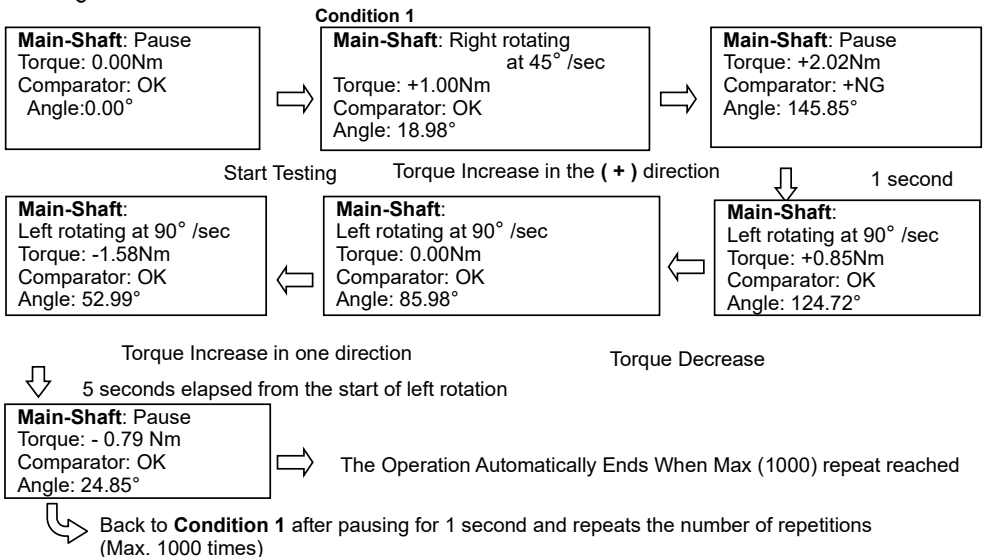 Condition 1
Main-Shaft: Pause
Torque: 0.00Nm
Comparator: OK
Angle:0.00°
Main-Shaft: Right rotating
at 45° /sec
Torque: +1.00Nm
Comparator: OK
Angle: 18.98°
Main-Shaft: Pause
Torque: +2.02Nm
Comparator: +NG
Angle: 145.85°
Start Testing
Torque Increase in the ( + ) direction
1 second
Main-Shaft:
Left rotating at 90° /sec
Torque: +0.85Nm
Comparator: OK
Angle: 124.72°
Main-Shaft:
Left rotating at 90° /sec
Torque: 0.00Nm
Comparator: OK
Angle: 85.98°
Main-Shaft:
Left rotating at 90° /sec
Torque: -1.58Nm
Comparator: OK
Angle: 52.99°
Torque Increase in one direction
Torque Decrease
5 seconds elapsed from the start of left rotation
Main-Shaft: Pause
Torque: - 0.79 Nm
Comparator: OK
Angle: 24.85°
The Operation Automatically Ends When Max (1000) repeat reached
Back to Condition 1 after pausing for 1 second and repeats the number of repetitions
(Max. 1000 times)